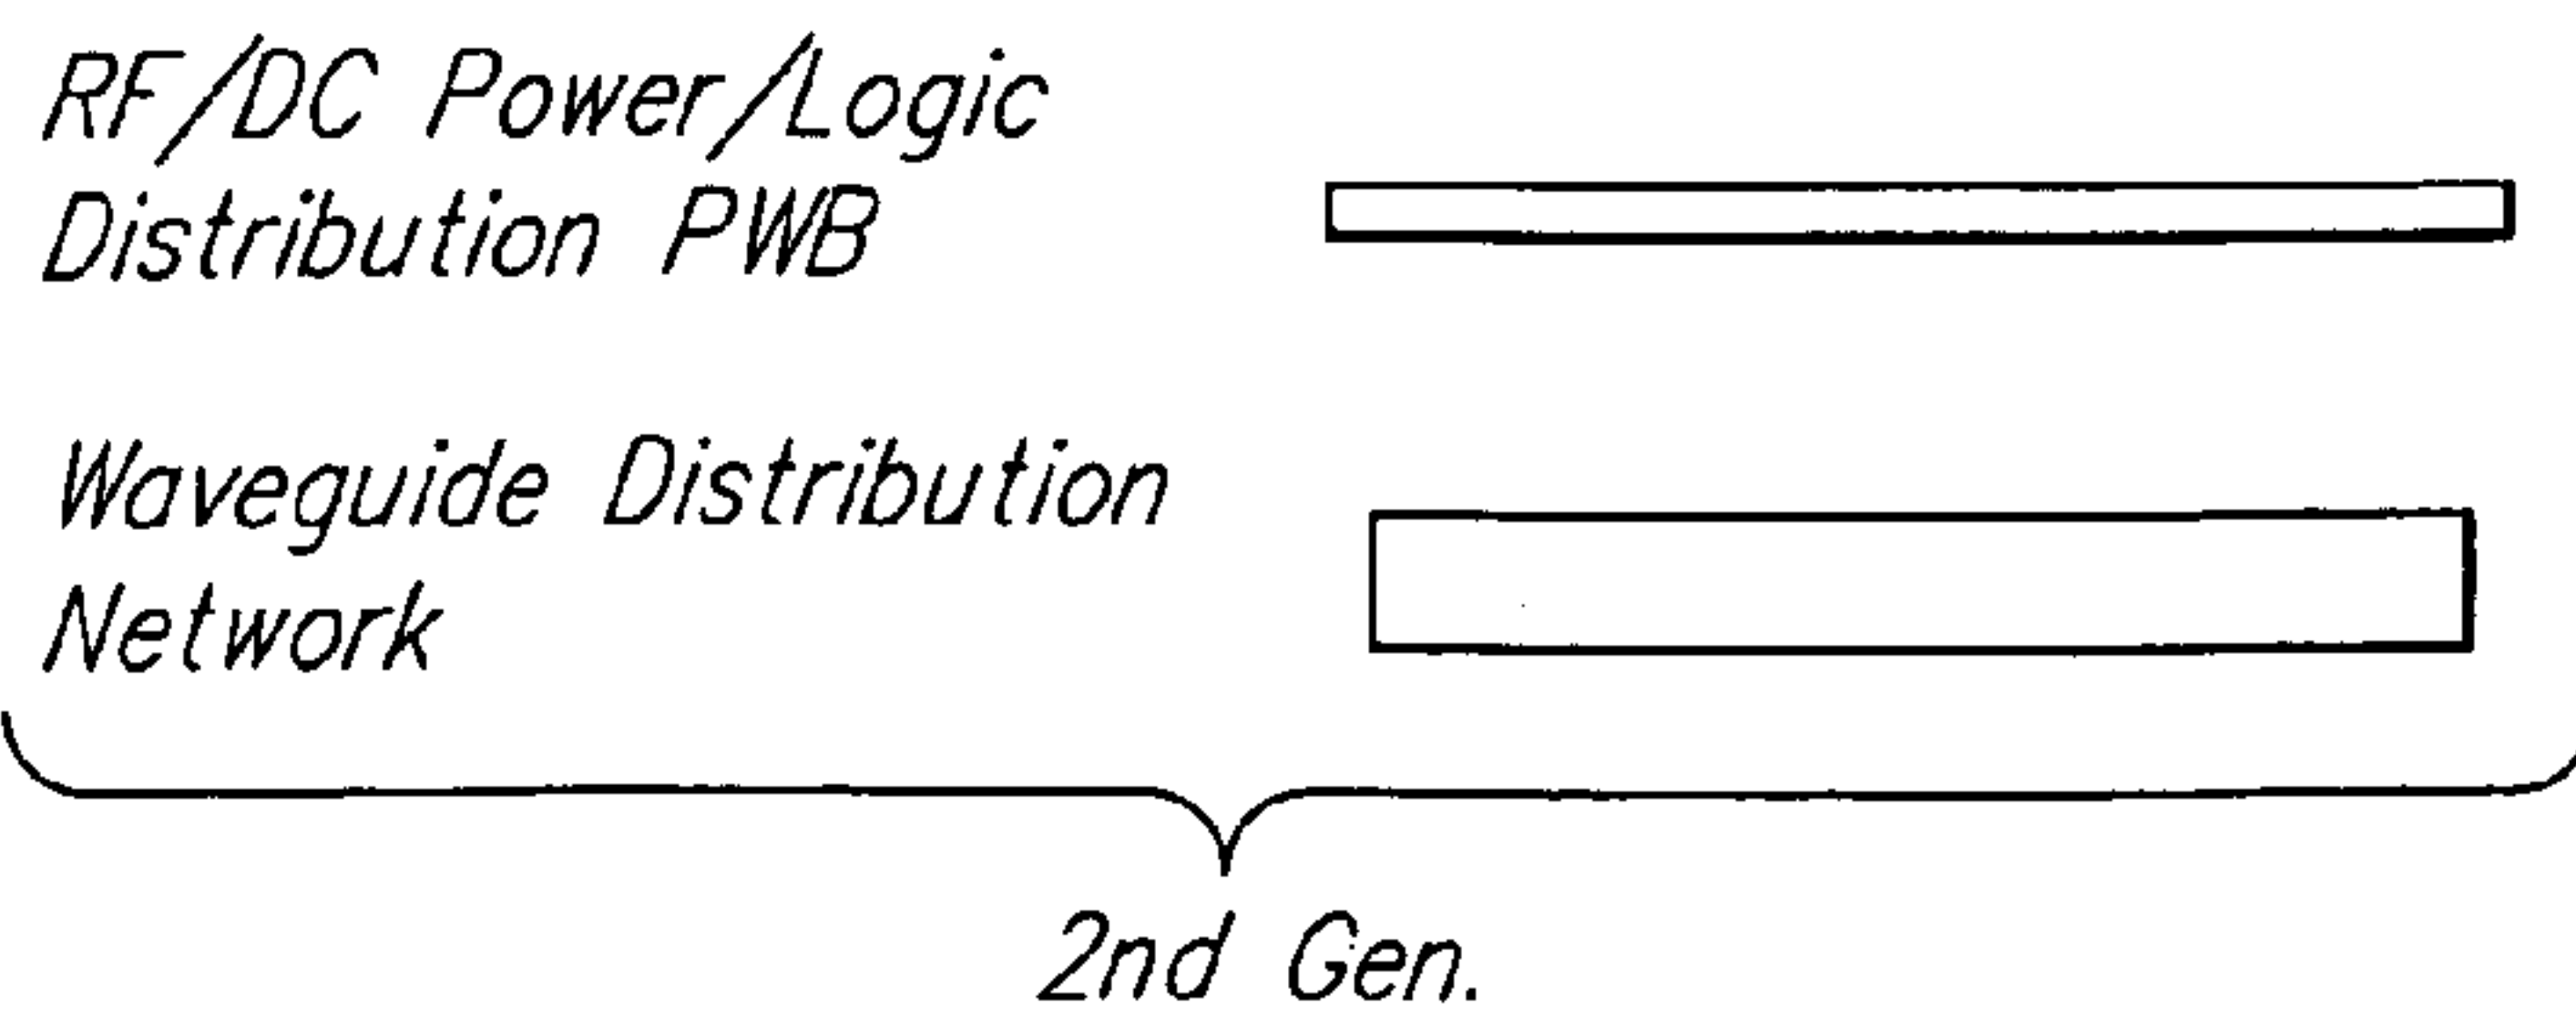 RF/DC Power/Logic
Distribution PWB
Waveguide Distribution
Network
2nd Gen.